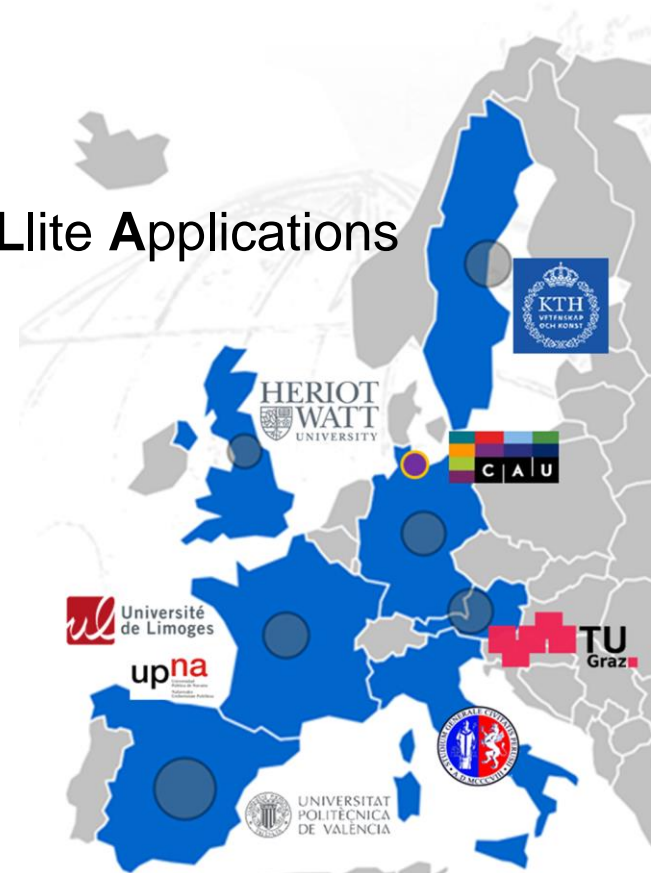 Llite Applications
KTH
VETENSKAP
OCH KONST
HERIOT
WATT
UNIVERSITY
C|A|U
Université
de Limoges
upna
TU
Graz
UNIVERSITAT
POLITÈCNICA
DE VALÈNCIA